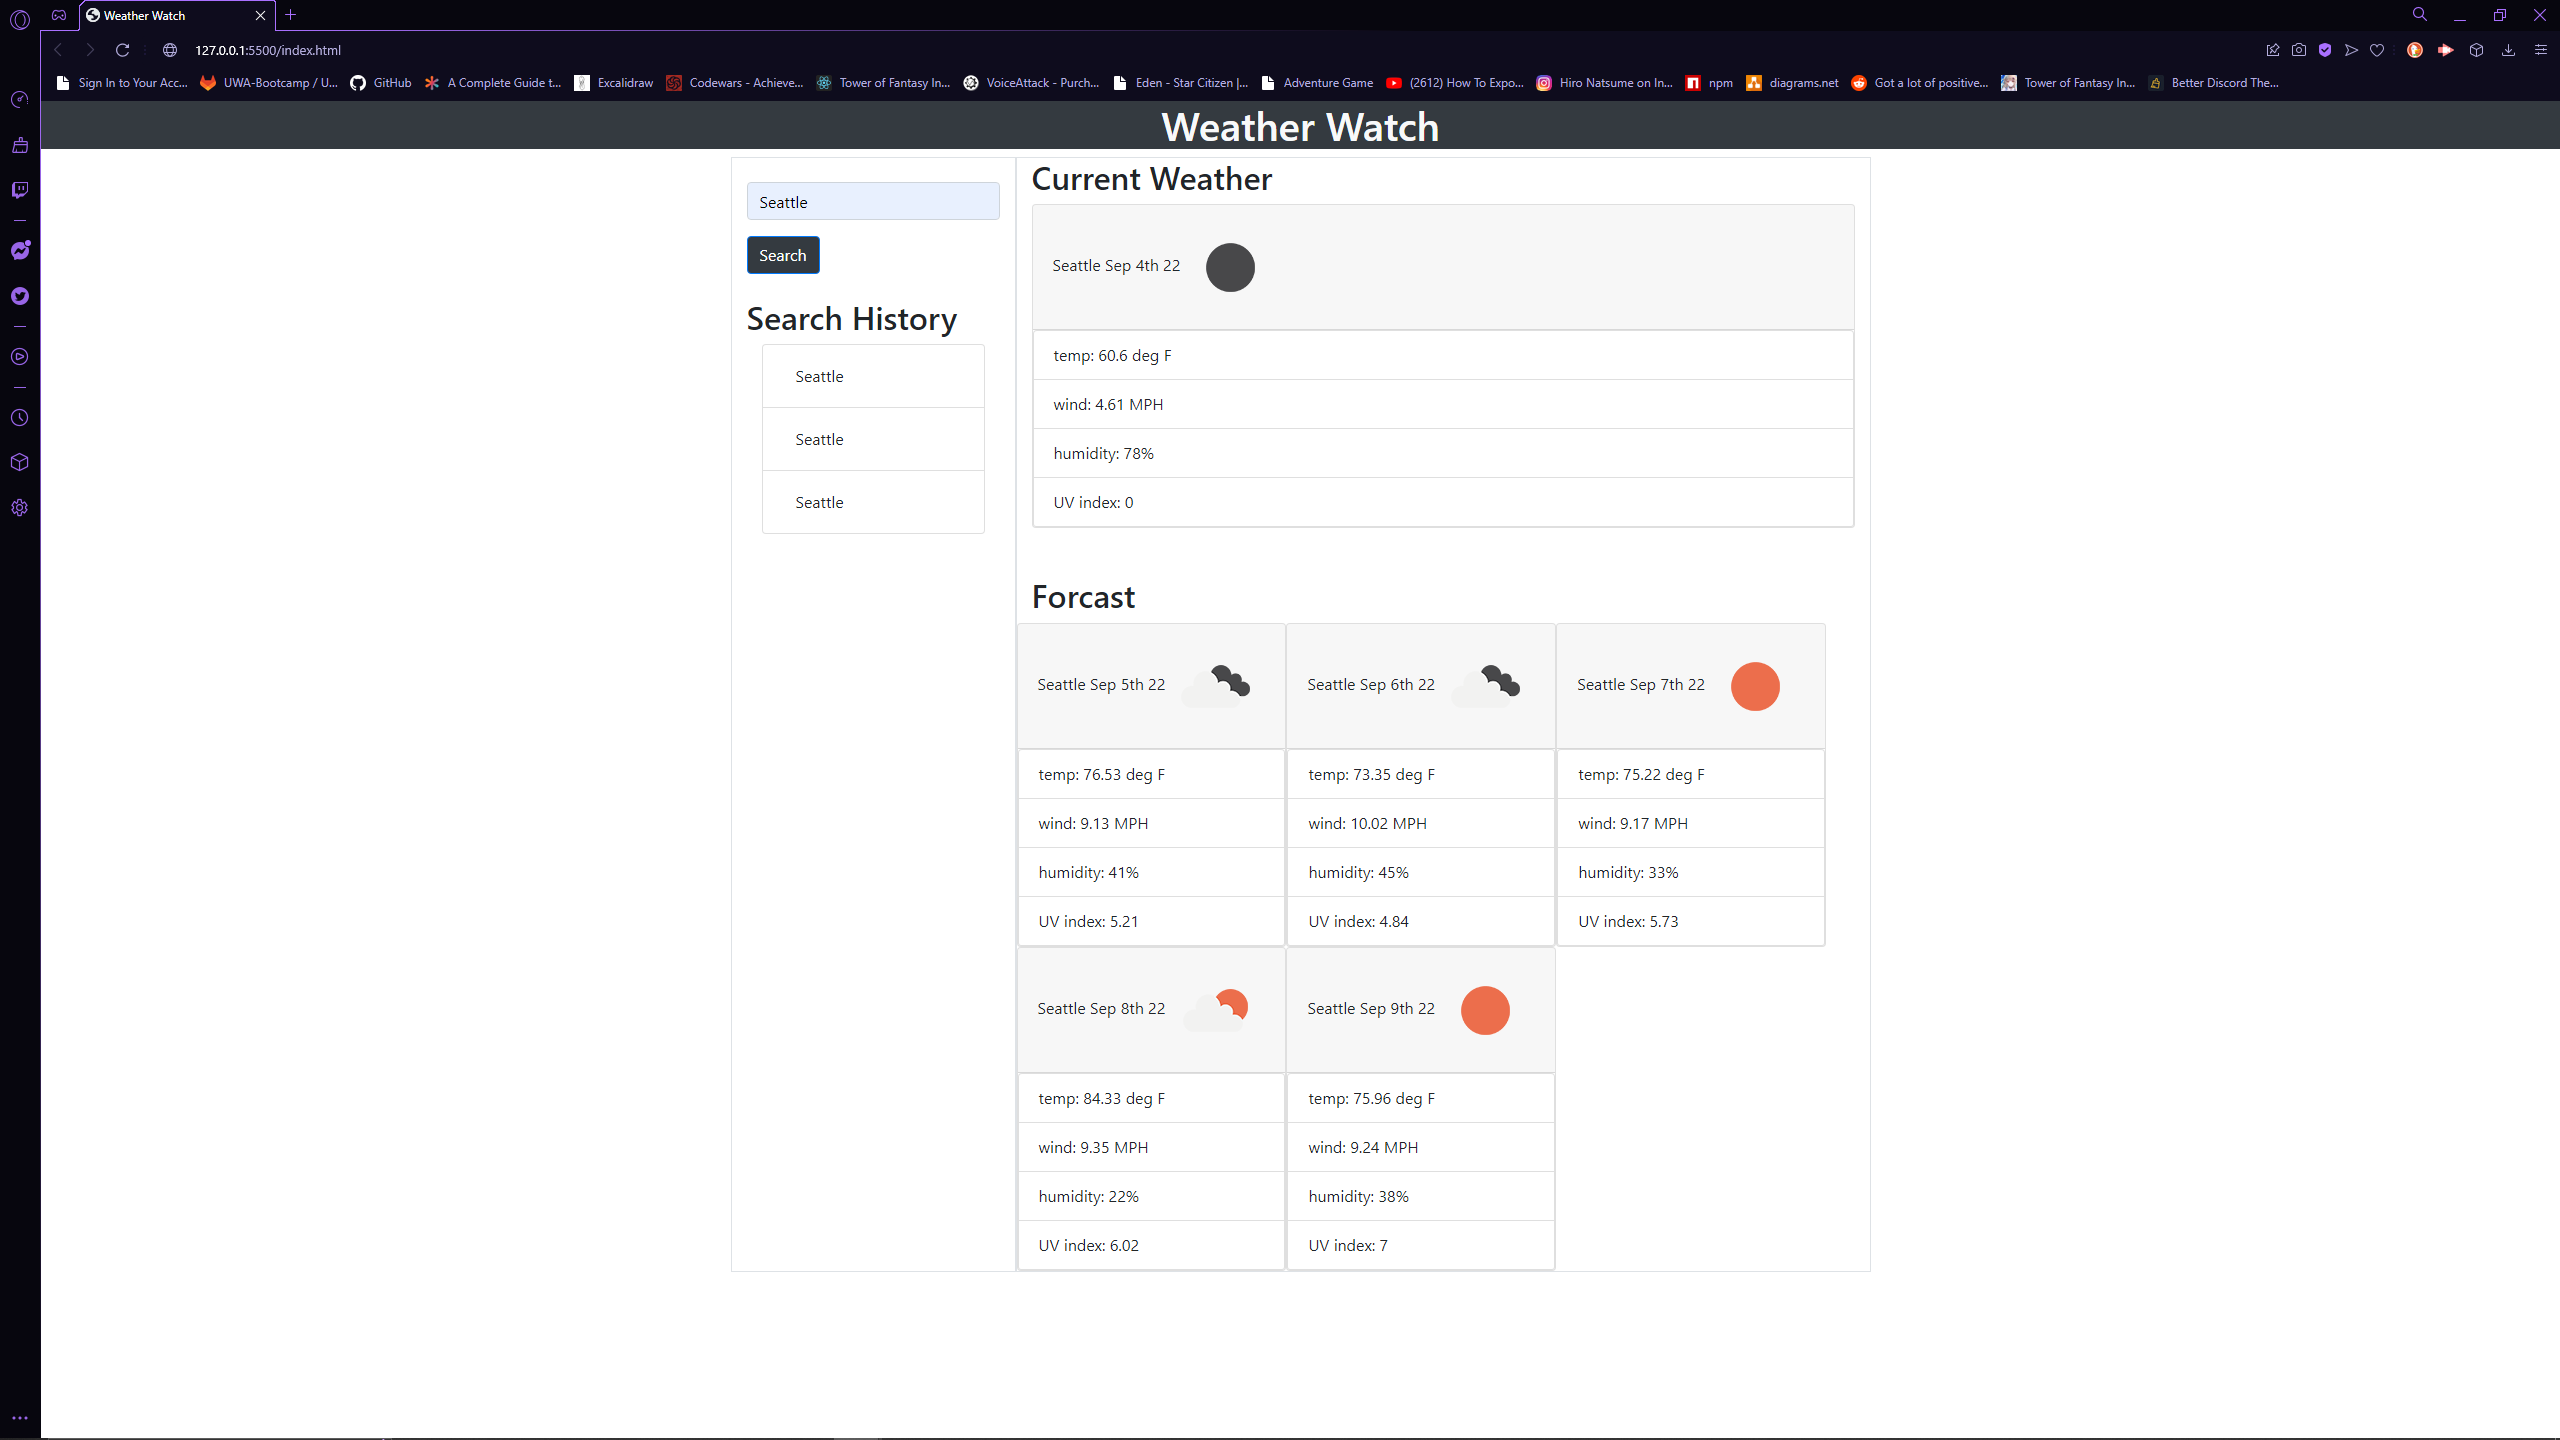 Weather Watch
127.0.0.1:5500/index.html
Sign In to Your Acc... UWA-Bootcamp / U... GitHub A Complete Guide t... Excalidraw Codewars - Achieve... Tower of Fantasy In... VoiceAttack - Purch... Eden - Star Citizen |... Adventure Game (2612) How To Expo... Hiro Natsume on In... npm diagrams.net Got a lot of positive... Tower of Fantasy In... Better Discord The...
Weather Watch
Seattle
Search
Search History
Seattle
Seattle
Seattle
Current Weather
Seattle Sep 4th 22
temp: 60.6 deg F
wind: 4.61 MPH
humidity: 78%
UV index: 0
Forcast
Seattle Sep 5th 22
temp: 76.53 deg F
wind: 9.13 MPH
humidity: 41%
UV index: 5.21
Seattle Sep 6th 22
temp: 73.35 deg F
wind: 10.02 MPH
humidity: 45%
UV index: 4.84
Seattle Sep 7th 22
temp: 75.22 deg F
wind: 9.17 MPH
humidity: 33%
UV index: 5.73
Seattle Sep 8th 22
temp: 84.33 deg F
wind: 9.35 MPH
humidity: 22%
UV index: 6.02
Seattle Sep 9th 22
temp: 75.96 deg F
wind: 9.24 MPH
humidity: 38%
UV index: 7